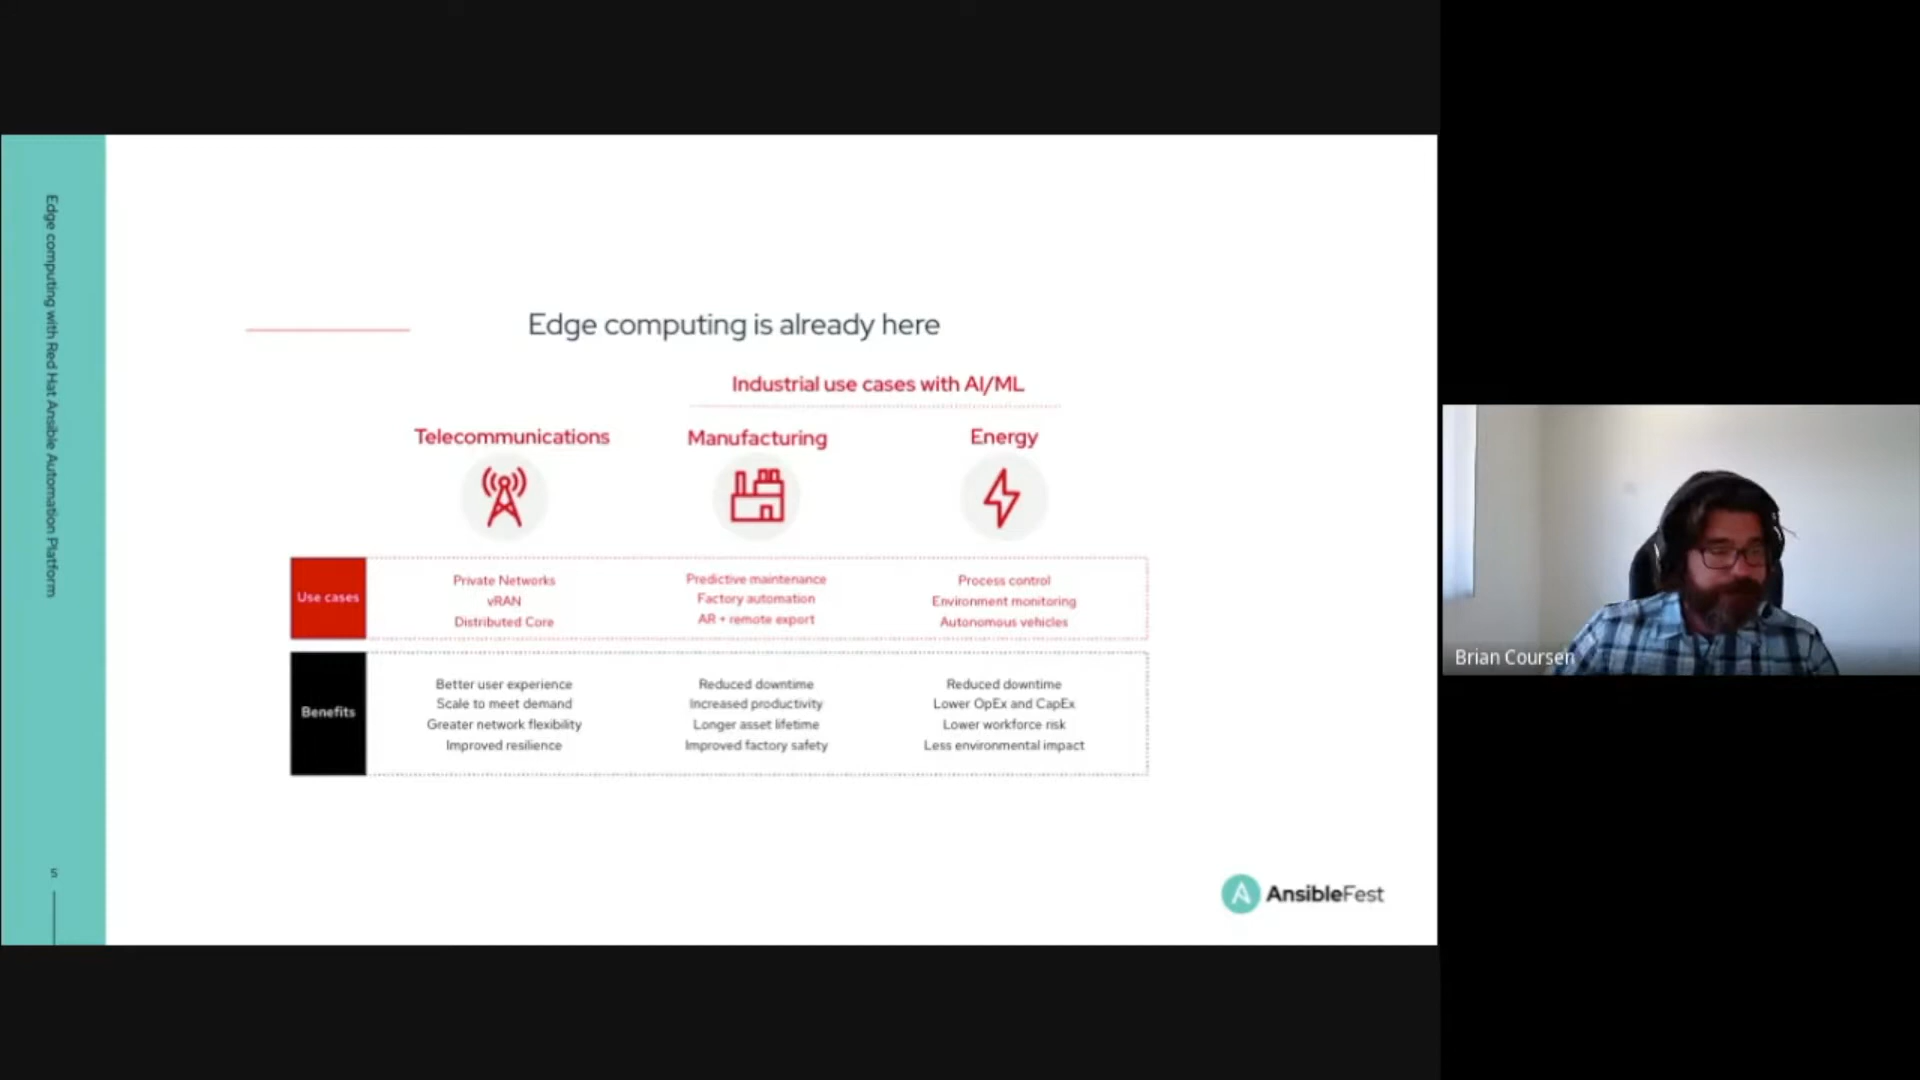 Edge computing with Red Hat Ansible Automation Platform
5
Edge computing is already here
Industrial use cases with AI/ML
Telecommunications
Manufacturing
Energy
Use cases
Private Networks
vRAN
Distributed Core
Predictive maintenance
Factory automation
AR + remote export
Process control
Environment monitoring
Autonomous vehicles
Benefits
Better user experience
Scale to meet demand
Greater network flexibility
Improved resilience
Reduced downtime
Increased productivity
Longer asset lifetime
Improved factory safety
Reduced downtime
Lower OpEx and CapEx
Lower workforce risk
Less environmental impact
AnsibleFest
Brian Coursen